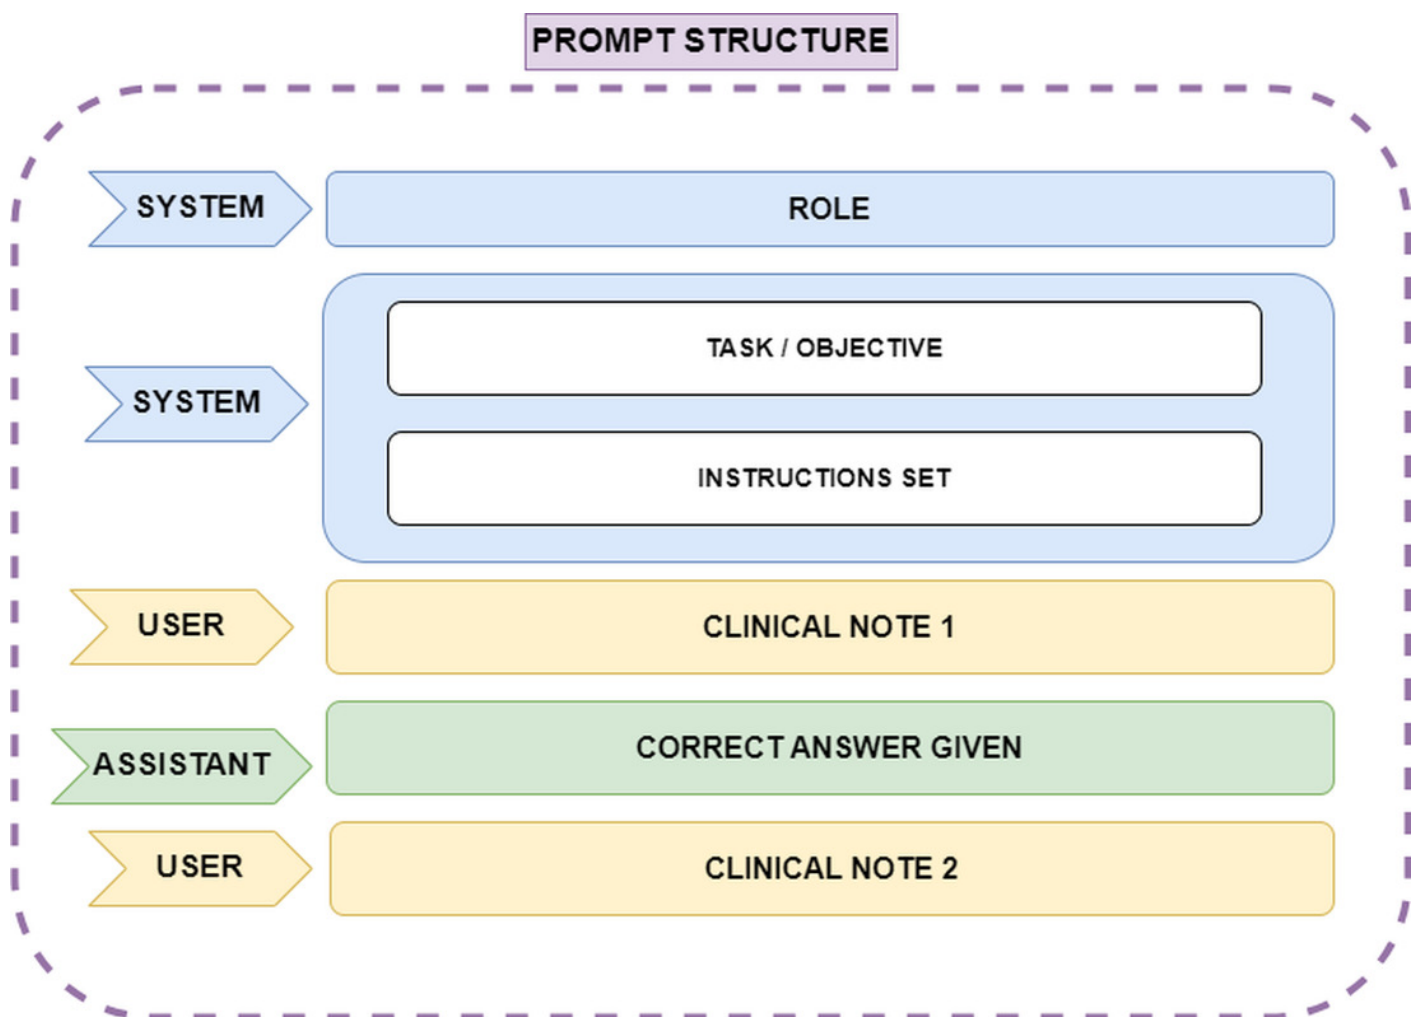 PROMPT STRUCTURE
SYSTEM
ROLE
SYSTEM
TASK / OBJECTIVE
INSTRUCTIONS SET
USER
CLINICAL NOTE 1
ASSISTANT
CORRECT ANSWER GIVEN
USER
CLINICAL NOTE 2